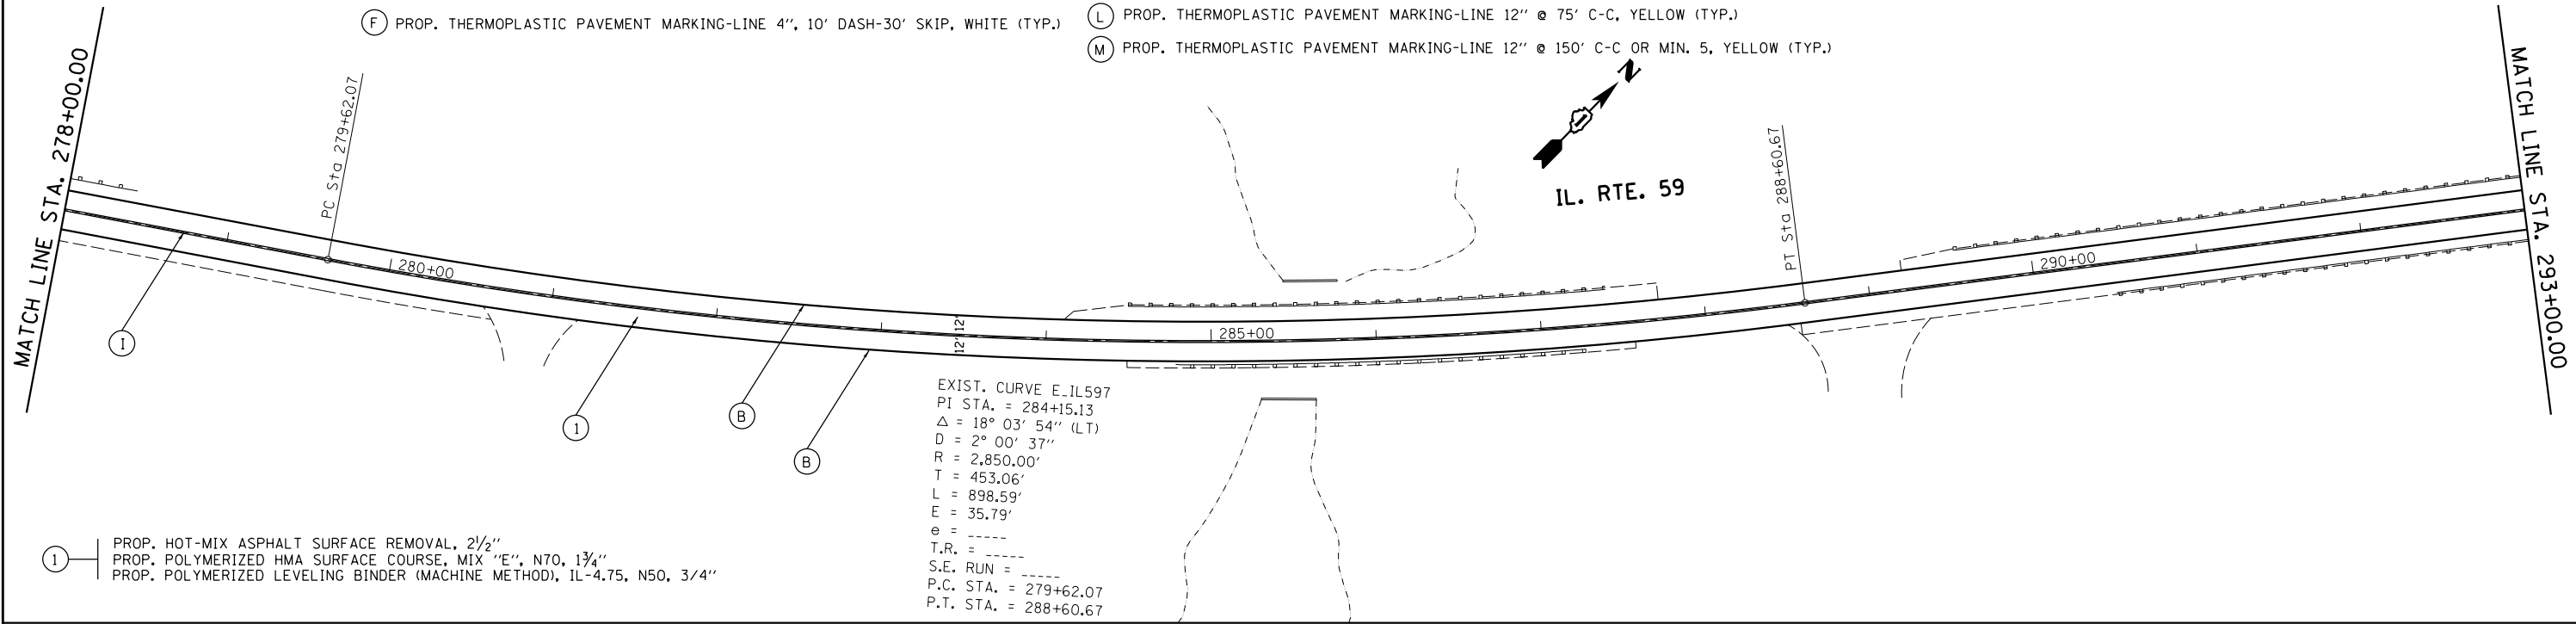 F PROP. THERMOPLASTIC PAVEMENT MARKING-LINE 4", 10' DASH-30' SKIP, WHITE (TYP.)
L PROP. THERMOPLASTIC PAVEMENT MARKING-LINE 12" @ 75' C-C, YELLOW (TYP.)
M PROP. THERMOPLASTIC PAVEMENT MARKING-LINE 12" @ 150' C-C OR MIN. 5, YELLOW (TYP.)
MATCH LINE STA. 278+00.00
PC Sta 279+62.07
N
IL. RTE. 59
PT Sta 288+60.67
MATCH LINE STA. 293+00.00
280+00
285+00
290+00
12' 12'
I
1
B
B
EXIST. CURVE E_IL597
PI STA. = 284+15.13
Δ = 18° 03' 54" (LT)
D = 2° 00' 37"
R = 2,850.00'
T = 453.06'
L = 898.59'
E = 35.79'
e = _____
T.R. = _____
S.E. RUN = _____
P.C. STA. = 279+62.07
P.T. STA. = 288+60.67
1 PROP. HOT-MIX ASPHALT SURFACE REMOVAL, 2½"
PROP. POLYMERIZED HMA SURFACE COURSE, MIX "E", N70, 1¾"
PROP. POLYMERIZED LEVELING BINDER (MACHINE METHOD), IL-4.75, N50, 3/4"